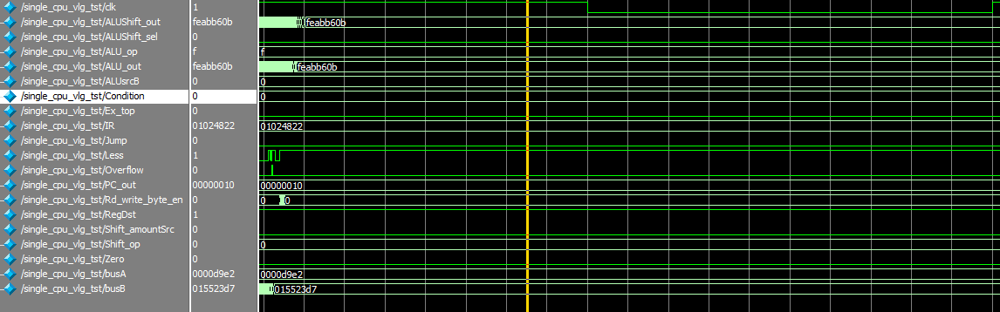 /single_cpu_vlg_tst/clk 1
/single_cpu_vlg_tst/ALUShift_out feabb60b feabb60b
/single_cpu_vlg_tst/ALUShift_sel 0
/single_cpu_vlg_tst/ALU_op f f
/single_cpu_vlg_tst/ALU_out feabb60b feabb60b
/single_cpu_vlg_tst/ALUsrcB 0 0
/single_cpu_vlg_tst/Condition 0 0
/single_cpu_vlg_tst/Ex_top 0
/single_cpu_vlg_tst/IR 01024822 01024822
/single_cpu_vlg_tst/Jump 0
/single_cpu_vlg_tst/Less 1
/single_cpu_vlg_tst/Overflow 0
/single_cpu_vlg_tst/PC_out 00000010 00000010
/single_cpu_vlg_tst/Rd_write_byte_en 0 0 0
/single_cpu_vlg_tst/RegDst 1
/single_cpu_vlg_tst/Shift_amountSrc 0
/single_cpu_vlg_tst/Shift_op 0 0
/single_cpu_vlg_tst/Zero 0
/single_cpu_vlg_tst/busA 0000d9e2 0000d9e2
/single_cpu_vlg_tst/busB 015523d7 015523d7